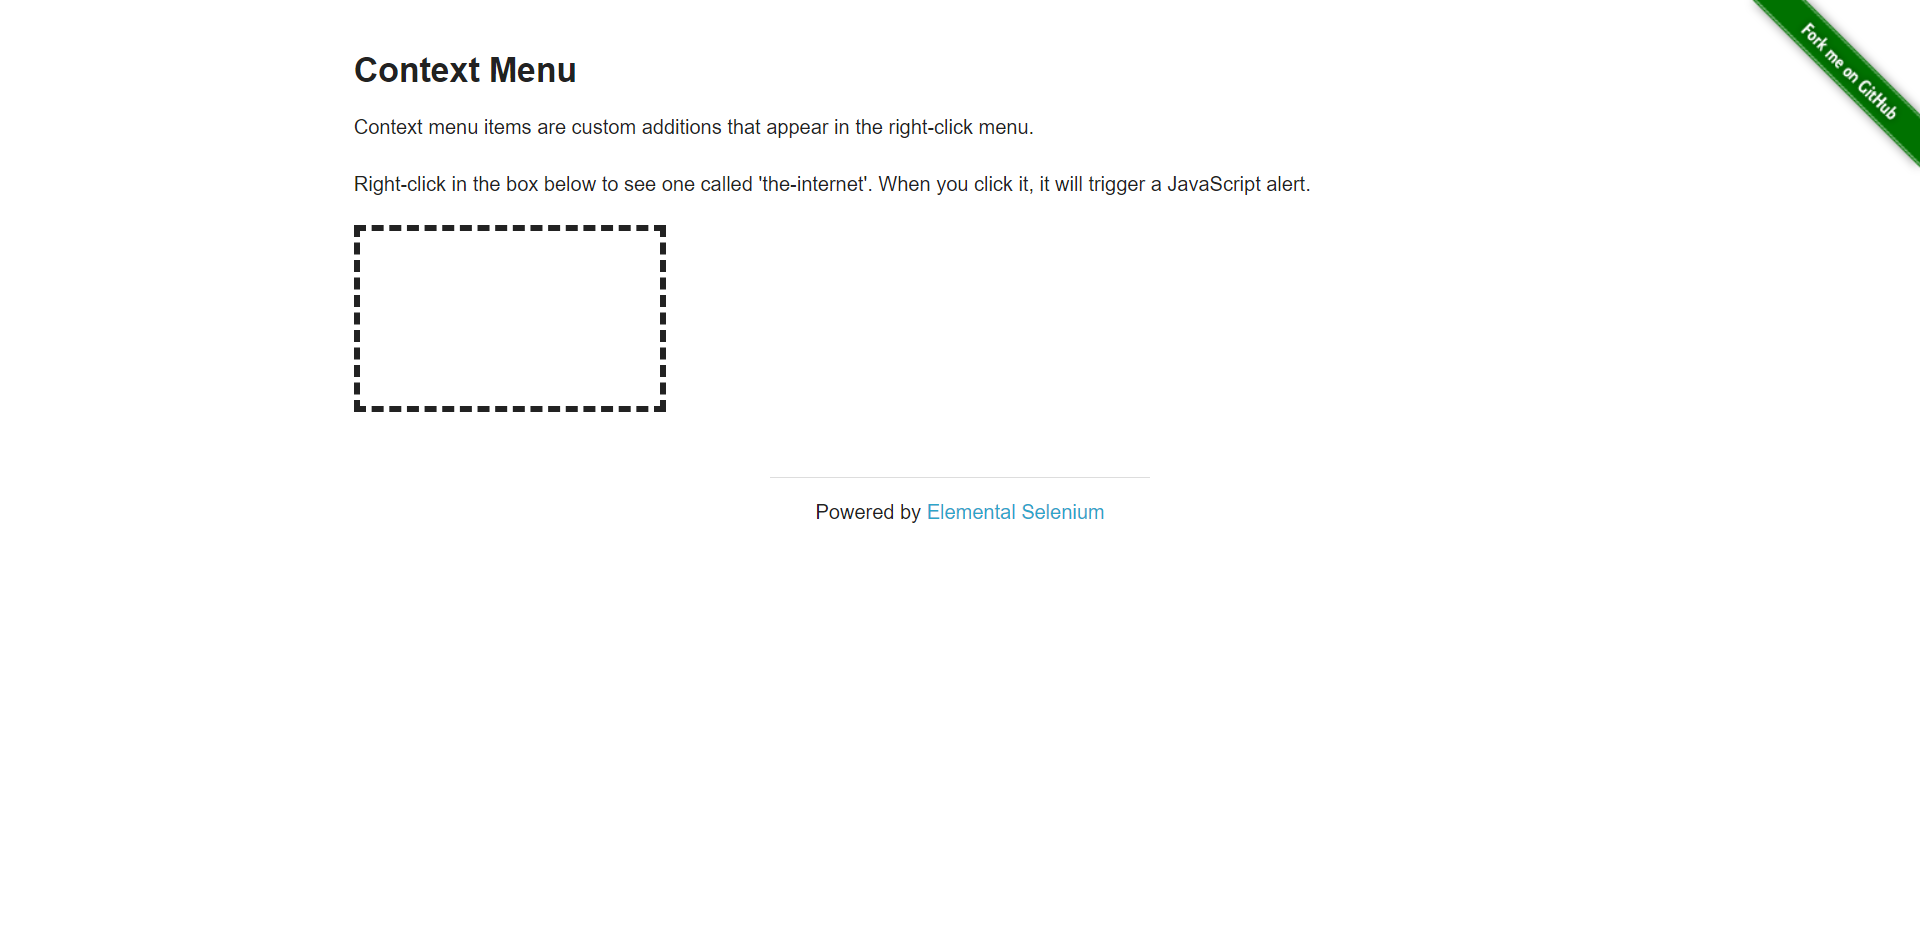 Context Menu
Fork me on GitHub
Context menu items are custom additions that appear in the right-click menu.
Right-click in the box below to see one called 'the-internet'. When you click it, it will trigger a JavaScript alert.
Powered by Elemental Selenium